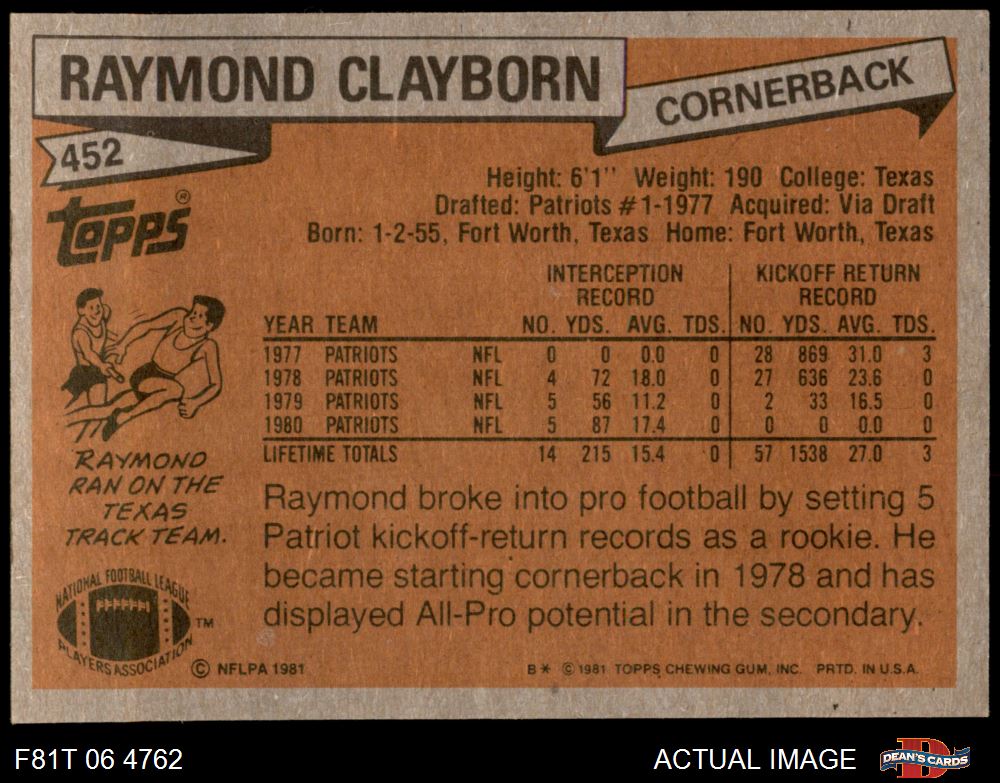 RAYMOND CLAYBORN
CORNERBACK
452
TOPPS®
Height: 6'1" Weight: 190 College: Texas
Drafted: Patriots #1-1977 Acquired: Via Draft
Born: 1-2-55, Fort Worth, Texas Home: Fort Worth, Texas
INTERCEPTION RECORD KICKOFF RETURN RECORD
YEAR TEAM NO. YDS. AVG. TDS. NO. YDS. AVG. TDS.
1977 PATRIOTS NFL 0 0 0.0 0 28 869 31.0 3
1978 PATRIOTS NFL 4 72 18.0 0 27 636 23.6 0
1979 PATRIOTS NFL 5 56 11.2 0 2 33 16.5 0
1980 PATRIOTS NFL 5 87 17.4 0 0 0 0.0 0
LIFETIME TOTALS 14 215 15.4 0 57 1538 27.0 3
RAYMOND
RAN ON THE
TEXAS
TRACK TEAM.
Raymond broke into pro football by setting 5
Patriot kickoff-return records as a rookie. He
became starting cornerback in 1978 and has
displayed All-Pro potential in the secondary.
NATIONAL FOOTBALL LEAGUE
PLAYERS ASSOCIATION
TM
© NFLPA 1981
B* © 1981 TOPPS CHEWING GUM, INC. PRTD. IN U.S.A.
F81T 06 4762
ACTUAL IMAGE
D
DEAN'S CARDS